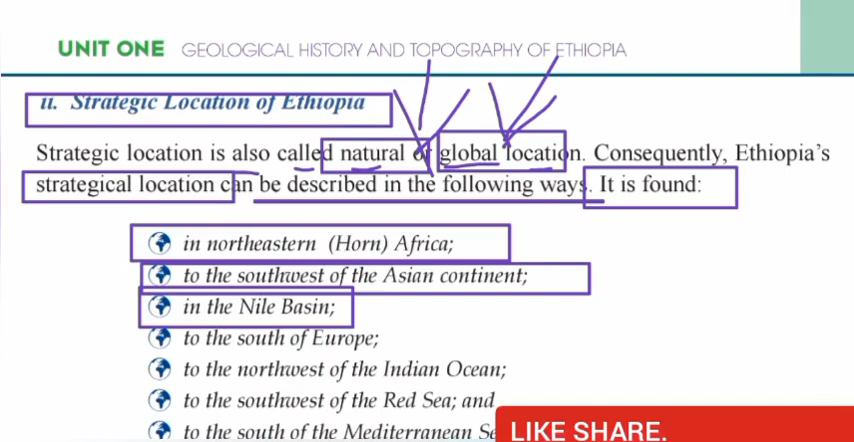 UNIT ONE GEOLOGICAL HISTORY AND TOPOGRAPHY OF ETHIOPIA
ii. Strategic Location of Ethiopia
Strategic location is also called natural or global location. Consequently, Ethiopia's
strategical location can be described in the following ways. It is found:
in northeastern (Horn) Africa;
to the southwest of the Asian continent;
in the Nile Basin;
to the south of Europe;
to the northwest of the Indian Ocean;
to the southwest of the Red Sea; and
to the south of the Mediterranean Se
LIKE SHARE.